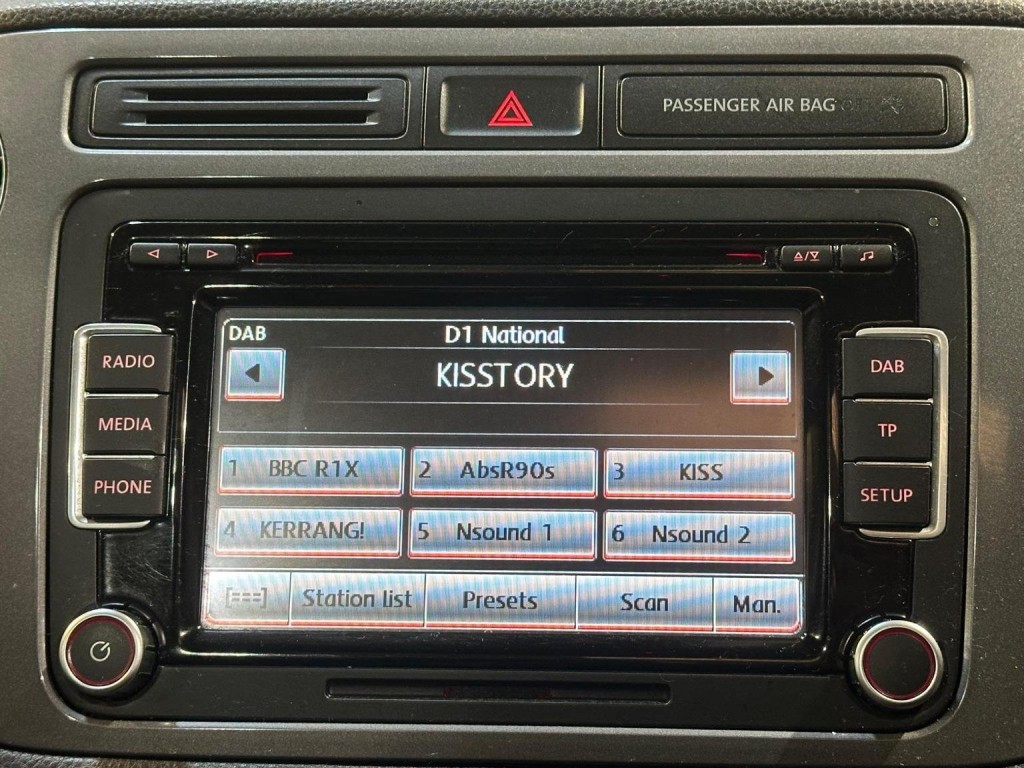 PASSENGER AIR BAG OFF
RADIO
MEDIA
PHONE
DAB D1 National
KISSTORY
1 BBC R1X 2 AbsR90s 3 KISS
4 KERRANG! 5 Nsound 1 6 Nsound 2
[===] Station list Presets Scan Man.
DAB
TP
SETUP